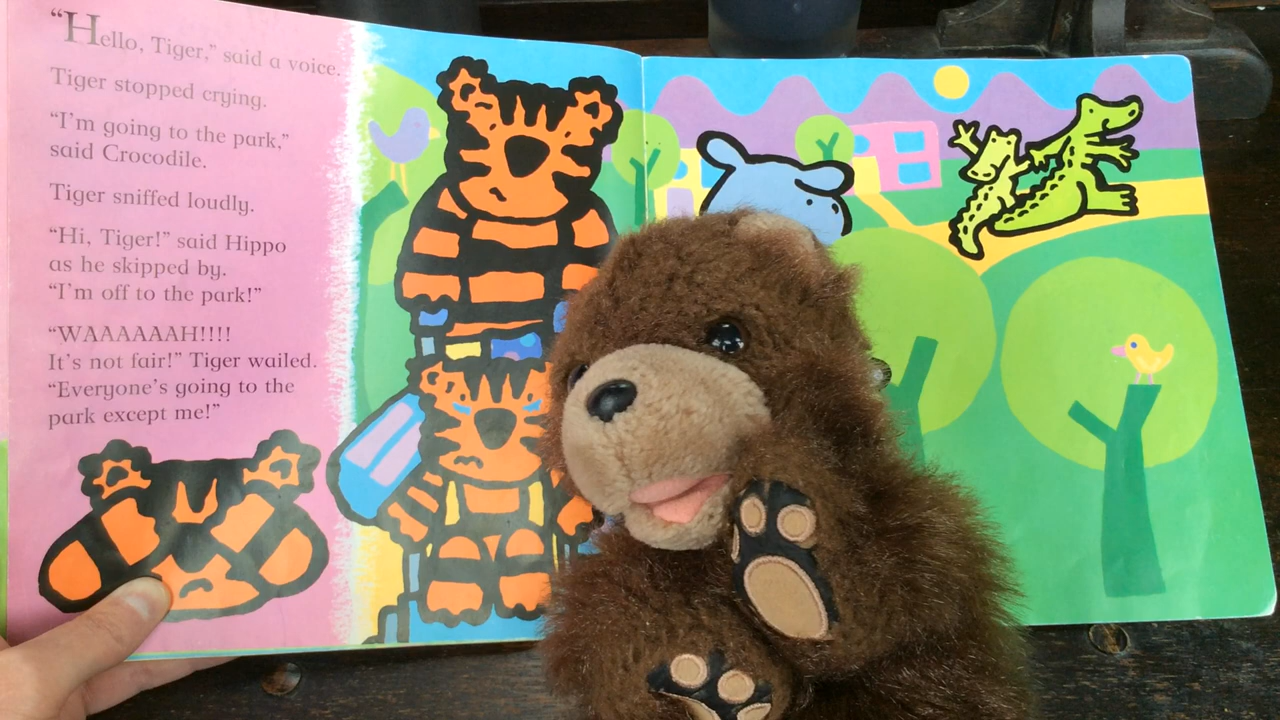 “Hello, Tiger,” said a voice.
Tiger stopped crying.
“I’m going to the park,”
said Crocodile.
Tiger sniffed loudly.
“Hi, Tiger!” said Hippo
as he skipped by.
“I’m off to the park!”
“WAAAAAAH!!!!
It’s not fair!” Tiger wailed.
“Everyone’s going to the
park except me!”